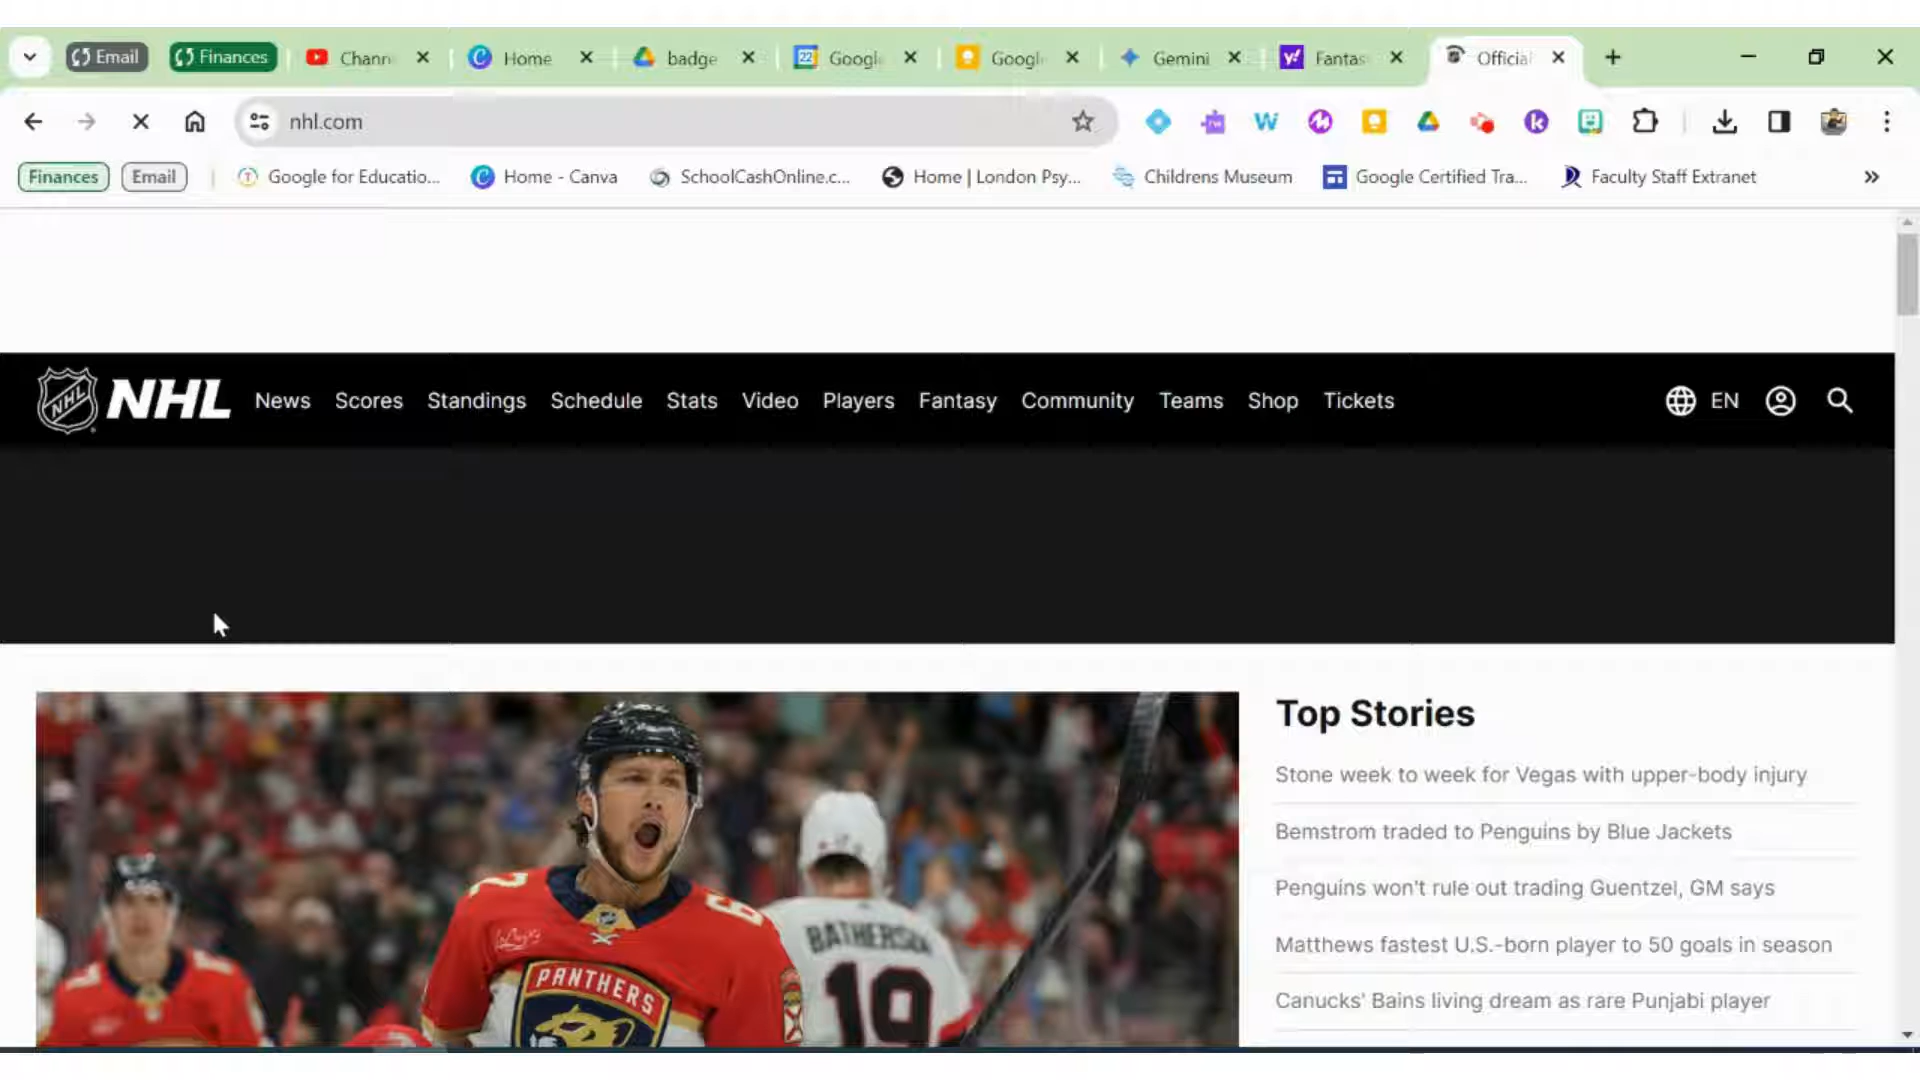 Email
Finances
Chann
Home
badge
Googl
Googl
Gemini
Fantas
Official
nhl.com
Finances
Email
Google for Educatio...
Home - Canva
SchoolCashOnline.c...
Home | London Psy...
Childrens Museum
Google Certified Tra...
Faculty Staff Extranet
NHL
NHL
News
Scores
Standings
Schedule
Stats
Video
Players
Fantasy
Community
Teams
Shop
Tickets
EN
Top Stories
Stone week to week for Vegas with upper-body injury
Bemstrom traded to Penguins by Blue Jackets
Penguins won't rule out trading Guentzel, GM says
Matthews fastest U.S.-born player to 50 goals in season
Canucks' Bains living dream as rare Punjabi player
PANTHERS
BATHERSON
19